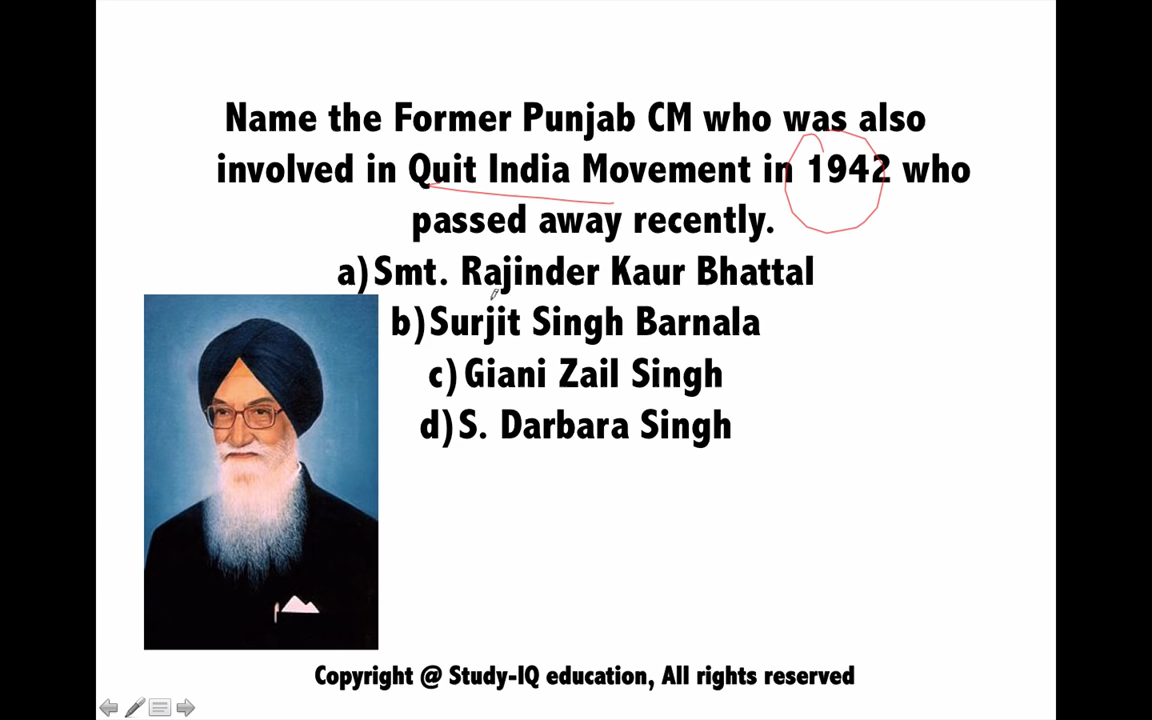 Name the Former Punjab CM who was also
involved in Quit India Movement in 1942 who
passed away recently.
a) Smt. Rajinder Kaur Bhattal
b) Surjit Singh Barnala
c) Giani Zail Singh
d) S. Darbara Singh
Copyright @ Study-IQ education, All rights reserved